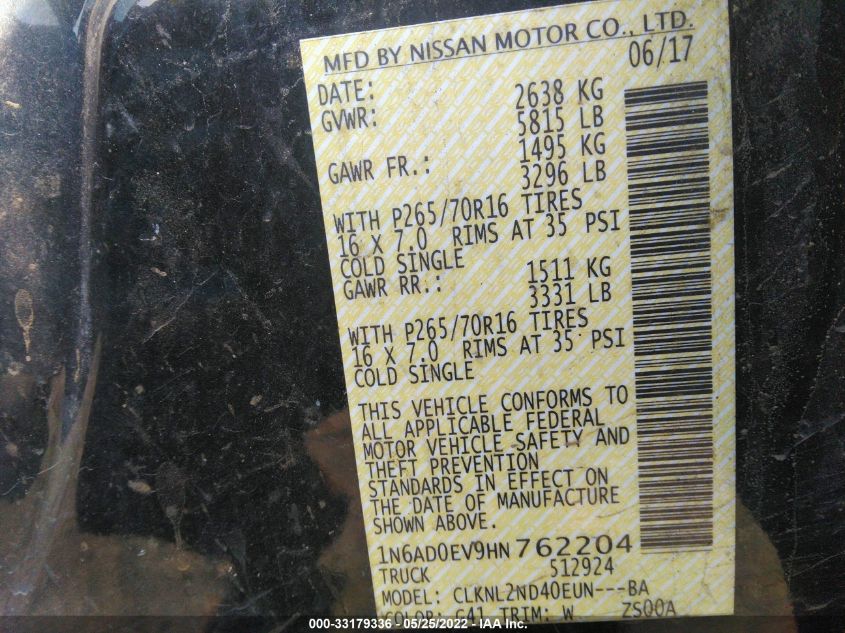 MFD BY NISSAN MOTOR CO., LTD.
DATE: 06/17
GVWR: 2638 KG
5815 LB
GAWR FR.: 1495 KG
3296 LB
WITH P265/70R16 TIRES
16 X 7.0 RIMS AT 35 PSI
COLD SINGLE
GAWR RR.: 1511 KG
3331 LB
WITH P265/70R16 TIRES
16 X 7.0 RIMS AT 35 PSI
COLD SINGLE
THIS VEHICLE CONFORMS TO
ALL APPLICABLE FEDERAL
MOTOR VEHICLE SAFETY AND
THEFT PREVENTION
STANDARDS IN EFFECT ON
THE DATE OF MANUFACTURE
SHOWN ABOVE.
1N6AD0EV9HN762204
TRUCK 512924
MODEL: CLKNL2ND40EUN---BA
COLOR: G41 TRIM: W ZS00A
000-33179336 - 05/25/2022 - IAA Inc.